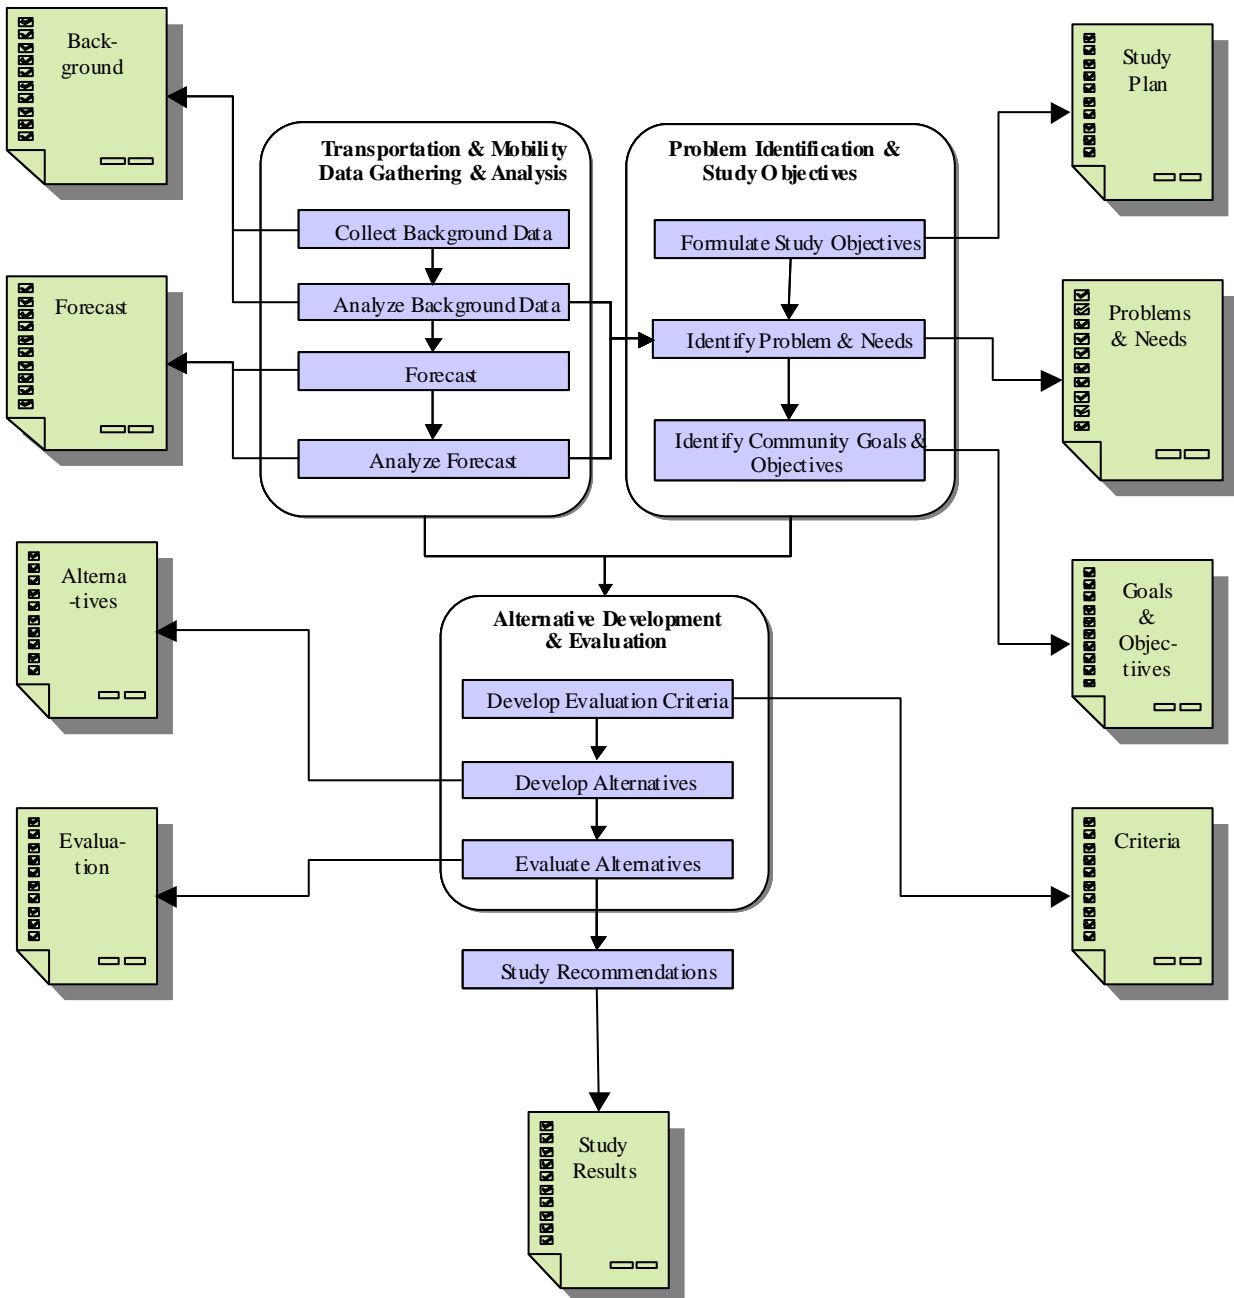 Back-
ground
Study
Plan
Transportation & Mobility
Data Gathering & Analysis
Collect Background Data
Analyze Background Data
Forecast
Analyze Forecast
Problem Identification &
Study Objectives
Formulate Study Objectives
Identify Problem & Needs
Identify Community Goals &
Objectives
Forecast
Problems
& Needs
Alterna
-tives
Goals
&
Objec-
tiives
Alternative Development
& Evaluation
Develop Evaluation Criteria
Develop Alternatives
Evaluate Alternatives
Evalua-
tion
Criteria
Study Recommendations
Study
Results